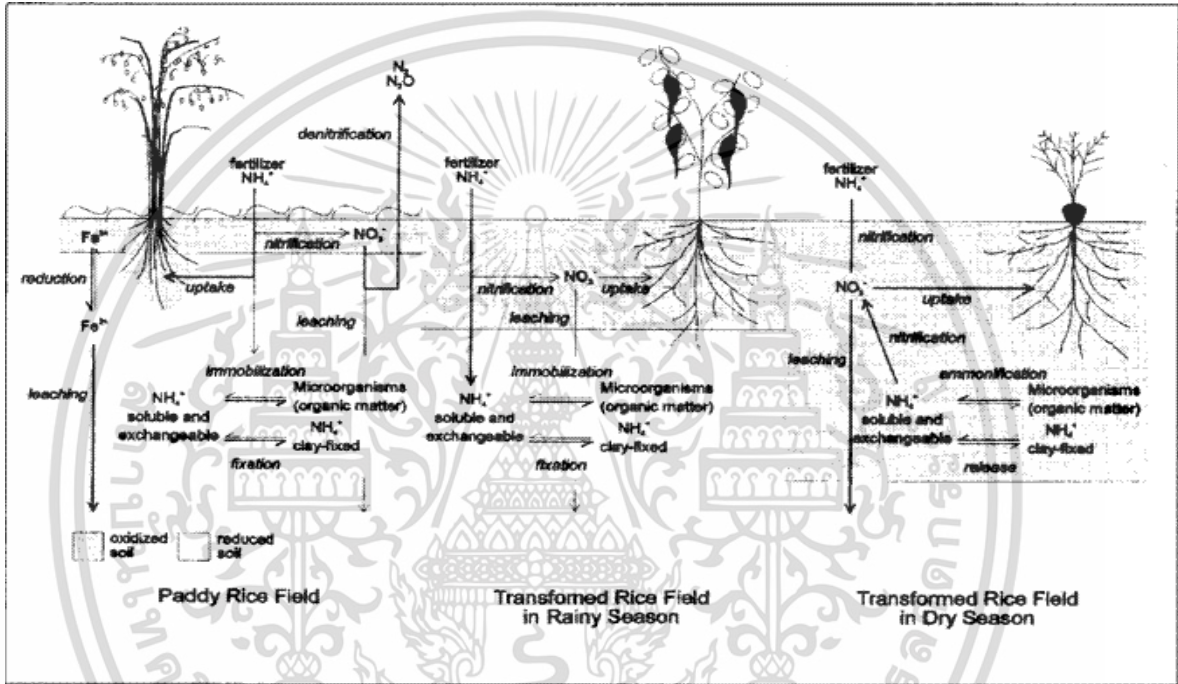 N₂
N₂O
denitrification
fertilizer
NH₄⁺
Fe³⁺
nitrification
NO₃⁻
reduction
uptake
Fe²⁺
leaching
leaching
immobilization
NH₄⁺
soluble and
exchangeable
Microorganisms
(organic matter)
NH₄⁺
clay-fixed
fixation
oxidized
soil
reduced
soil
Paddy Rice Field
fertilizer
NH₄⁺
nitrification
NO₃⁻
uptake
leaching
immobilization
NH₄⁺
soluble and
exchangeable
Microorganisms
(organic matter)
NH₄⁺
clay-fixed
fixation
Transformed Rice Field
in Rainy Season
fertilizer
NH₄⁺
nitrification
NO₃⁻
uptake
nitrification
leaching
ammonification
NH₄⁺
soluble and
exchangeable
Microorganisms
(organic matter)
NH₄⁺
clay-fixed
release
Transformed Rice Field
in Dry Season